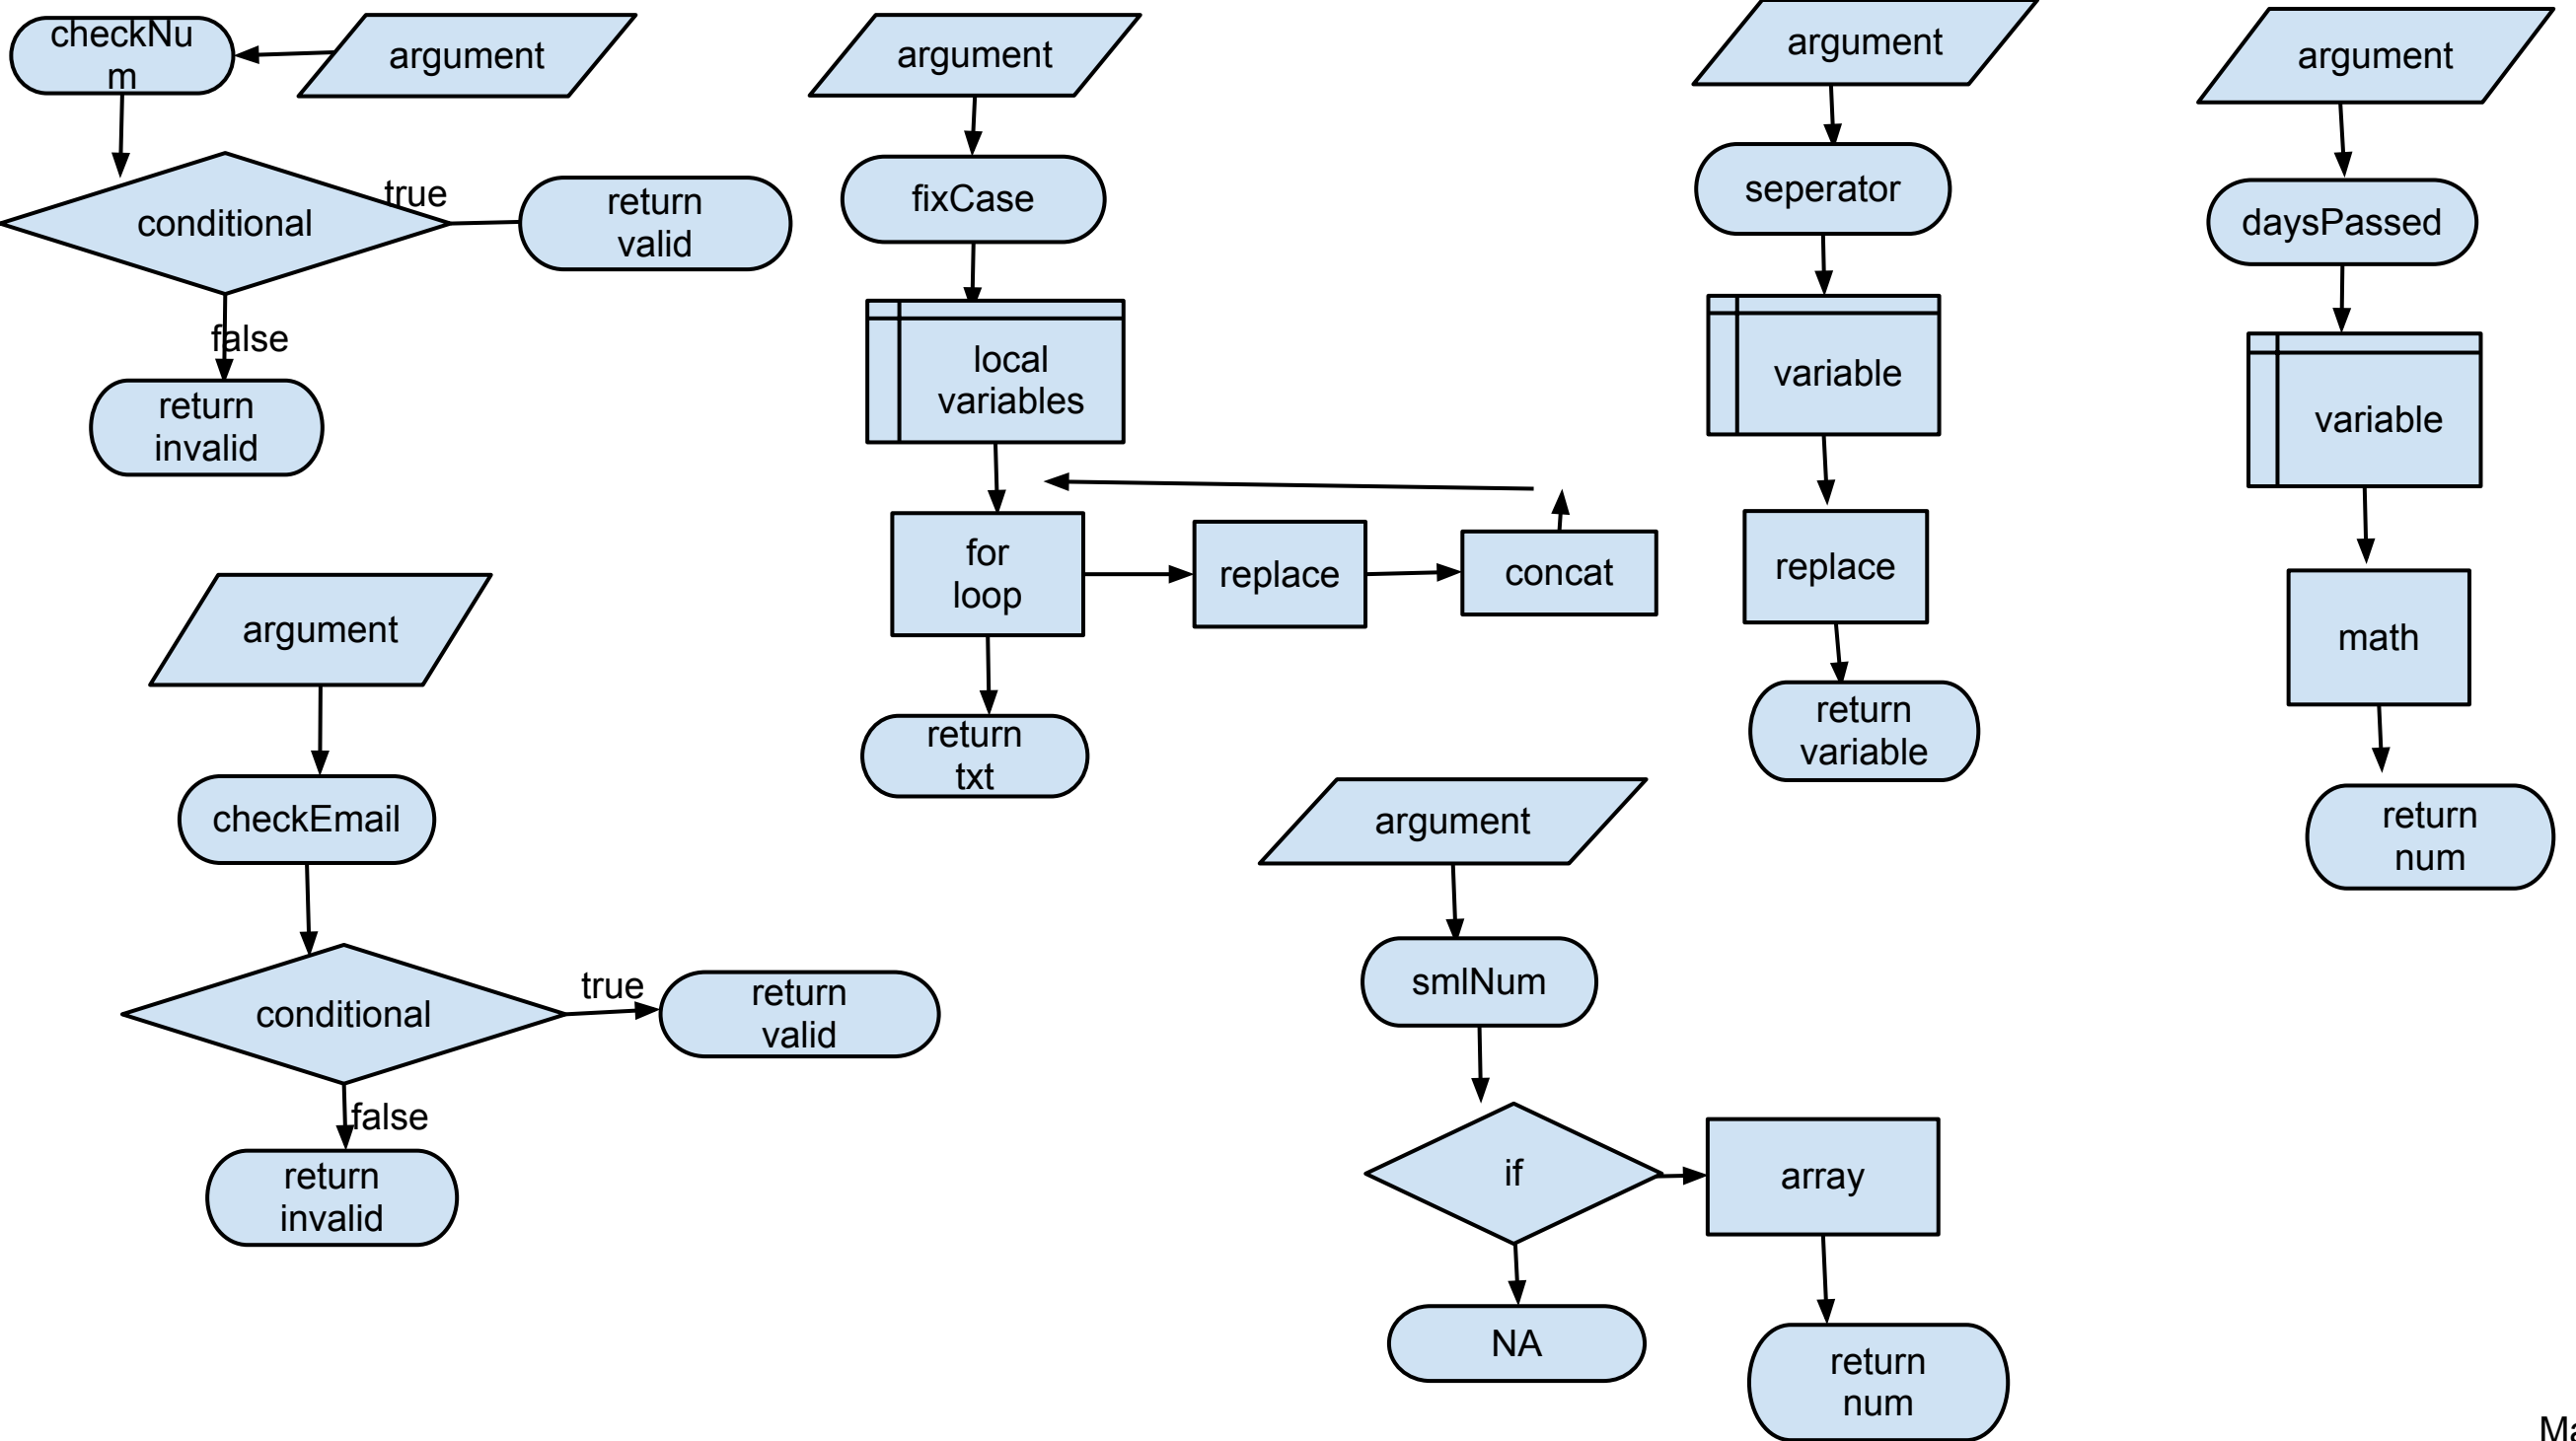 checkNu
m
argument
conditional
true
return
valid
false
return
invalid
argument
checkEmail
conditional
true
return
valid
false
return
invalid
argument
fixCase
local
variables
for
loop
replace
concat
return
txt
argument
seperator
variable
replace
return
variable
argument
smlNum
if
array
NA
return
num
argument
daysPassed
variable
math
return
num